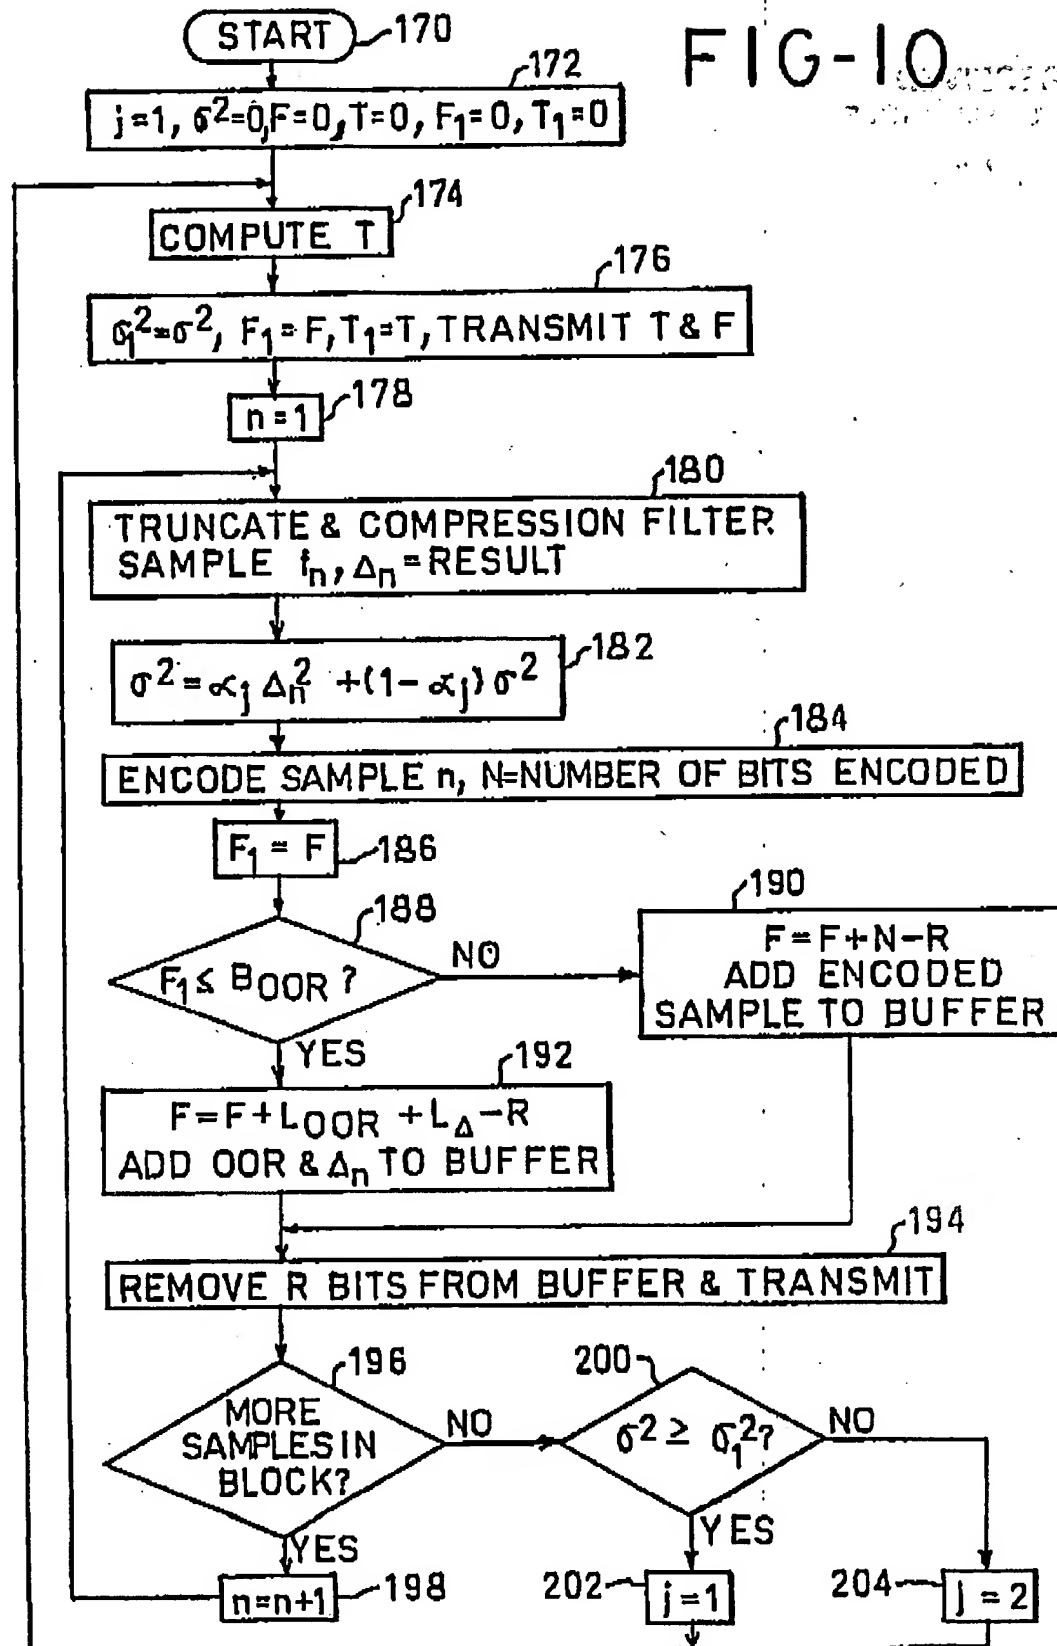 FIG-10
START 170
172
j=1, σ²=0, F=0, T=0, F₁=0, T₁=0
174
COMPUTE T
176
σ₁²=σ², F₁=F, T₁=T, TRANSMIT T & F
n=1 178
180
TRUNCATE & COMPRESSION FILTER
SAMPLE fₙ, Δₙ=RESULT
182
σ²=∝ⱼ Δₙ² +(1-∝ⱼ)σ²
184
ENCODE SAMPLE n, N=NUMBER OF BITS ENCODED
F₁ = F 186
188
F₁ ≤ B_OOR ?
NO
190
F=F+N-R
ADD ENCODED
SAMPLE TO BUFFER
YES
192
F=F+L_OOR +L_Δ-R
ADD OOR & Δₙ TO BUFFER
194
REMOVE R BITS FROM BUFFER & TRANSMIT
196
MORE
SAMPLES IN
BLOCK?
NO
200
σ² ≥ σ₁²?
NO
YES
YES
n=n+1 198
202 j=1
204 j = 2